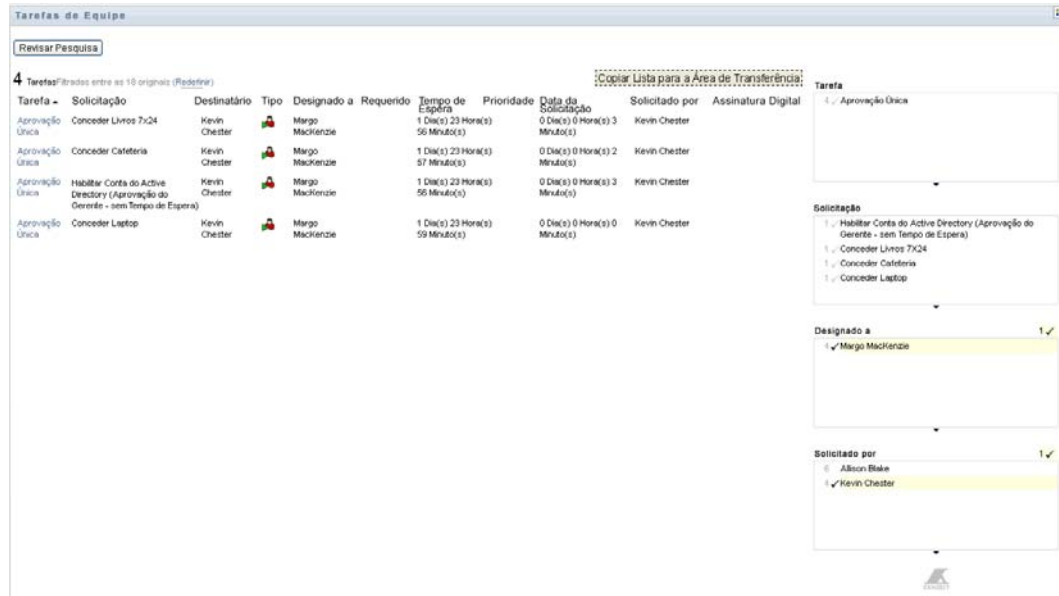 Tarefas de Equipe
Revisar Pesquisa
4 Tarefas Filtradas entre as 18 originais (Redefinir)
Copiar Lista para a Área de Transferência
Tarefa Solicitação Destinatário Tipo Designado a Requerido Tempo de Espera Prioridade Data da Solicitação Solicitado por Assinatura Digital
Aprovação Única Conceder Livros 7x24 Kevin Chester Margo MacKenzie 1 Dia(s) 23 Hora(s) 56 Minuto(s) 0 Dia(s) 0 Hora(s) 3 Minuto(s) Kevin Chester
Aprovação Única Conceder Cafeteria Kevin Chester Margo MacKenzie 1 Dia(s) 23 Hora(s) 57 Minuto(s) 0 Dia(s) 0 Hora(s) 2 Minuto(s) Kevin Chester
Aprovação Única Habilitar Conta do Active Directory (Aprovação do Gerente - sem Tempo de Espera) Kevin Chester Margo MacKenzie 1 Dia(s) 23 Hora(s) 56 Minuto(s) 0 Dia(s) 0 Hora(s) 3 Minuto(s) Kevin Chester
Aprovação Única Conceder Laptop Kevin Chester Margo MacKenzie 1 Dia(s) 23 Hora(s) 59 Minuto(s) 0 Dia(s) 0 Hora(s) 0 Minuto(s) Kevin Chester
Tarefa
4 Aprovação Única
Solicitação
1 Habilitar Conta do Active Directory (Aprovação do
Gerente - sem Tempo de Espera)
1 Conceder Livros 7X24
1 Conceder Cafeteria
1 Conceder Laptop
Designado a 1
4 Margo MacKenzie
Solicitado por 1
6 Allison Blake
4 Kevin Chester